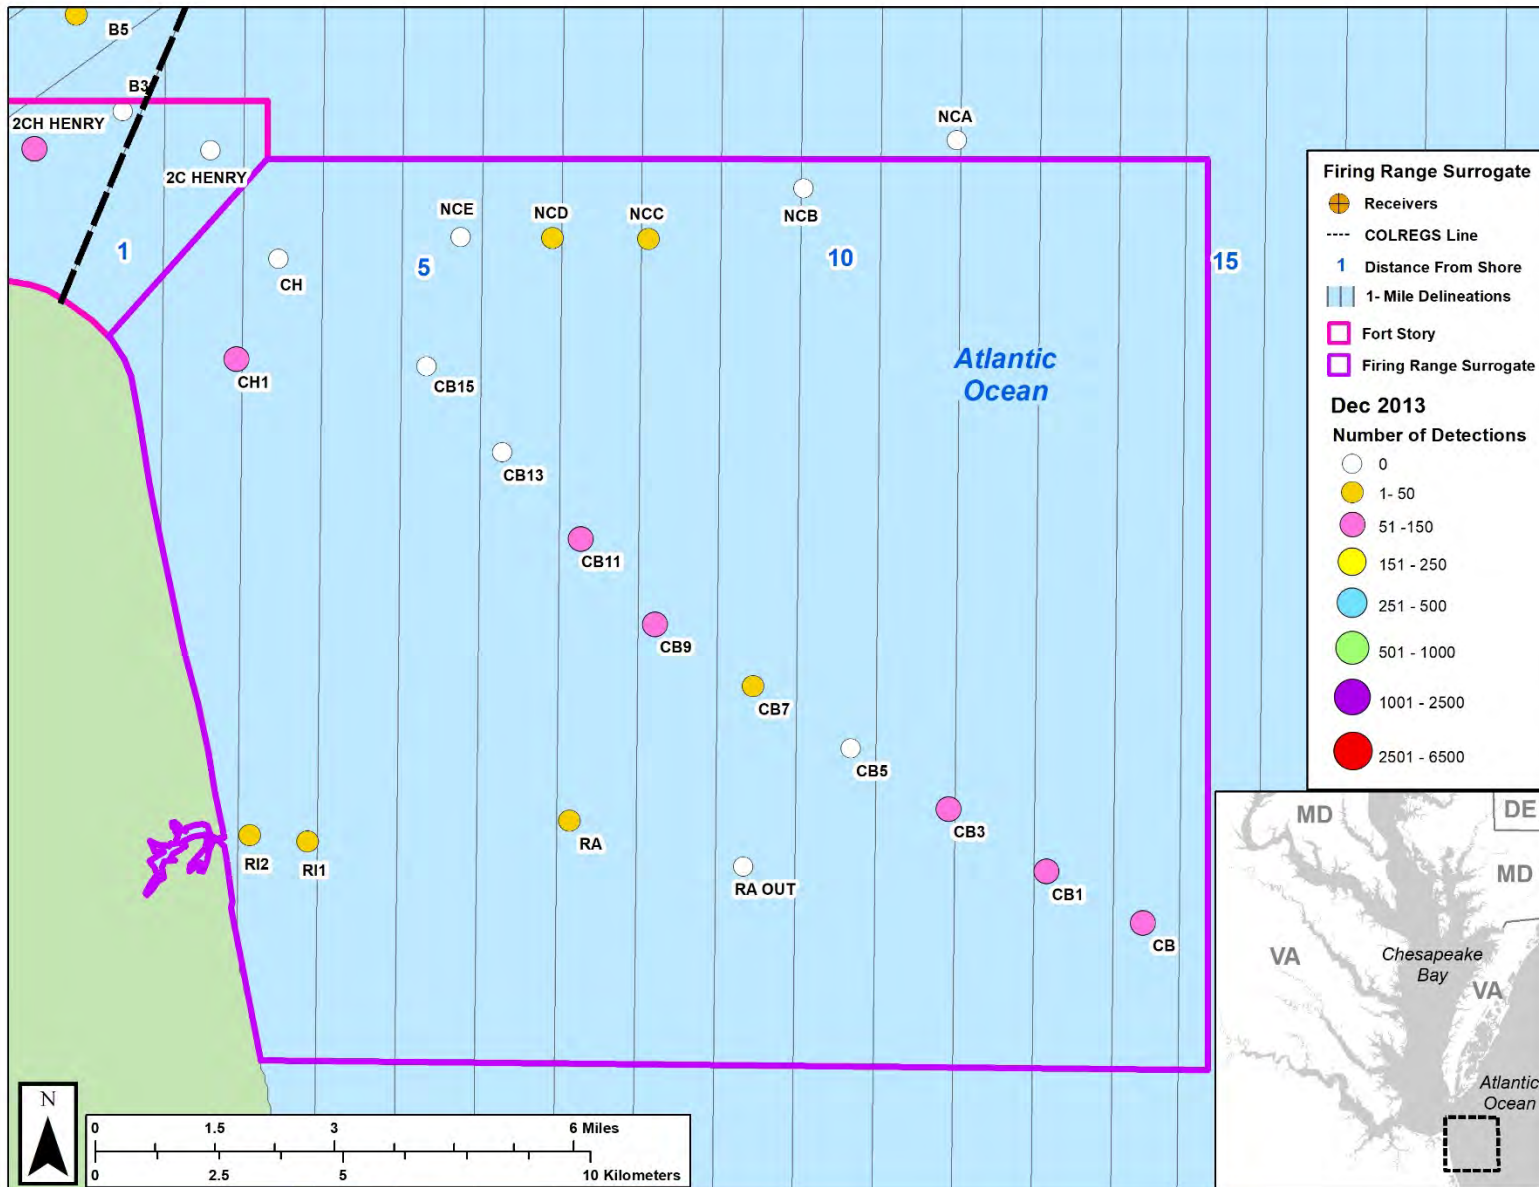 B5
B3
2CH HENRY
2C HENRY
NCA
NCB
NCE
NCD
NCC
1
CH
5
10
15
CH1
CB15
Atlantic
Ocean
CB13
CB11
CB9
CB7
CB5
CB3
RI2
RI1
RA
RA OUT
CB1
CB
Firing Range Surrogate
Receivers
COLREGS Line
1 Distance From Shore
1- Mile Delineations
Fort Story
Firing Range Surrogate
Dec 2013
Number of Detections
0
1- 50
51 -150
151 - 250
251 - 500
501 - 1000
1001 - 2500
2501 - 6500
MD
DE
MD
VA
Chesapeake
Bay
VA
Atlantic
Ocean
N
0 1.5 3 6 Miles
0 2.5 5 10 Kilometers